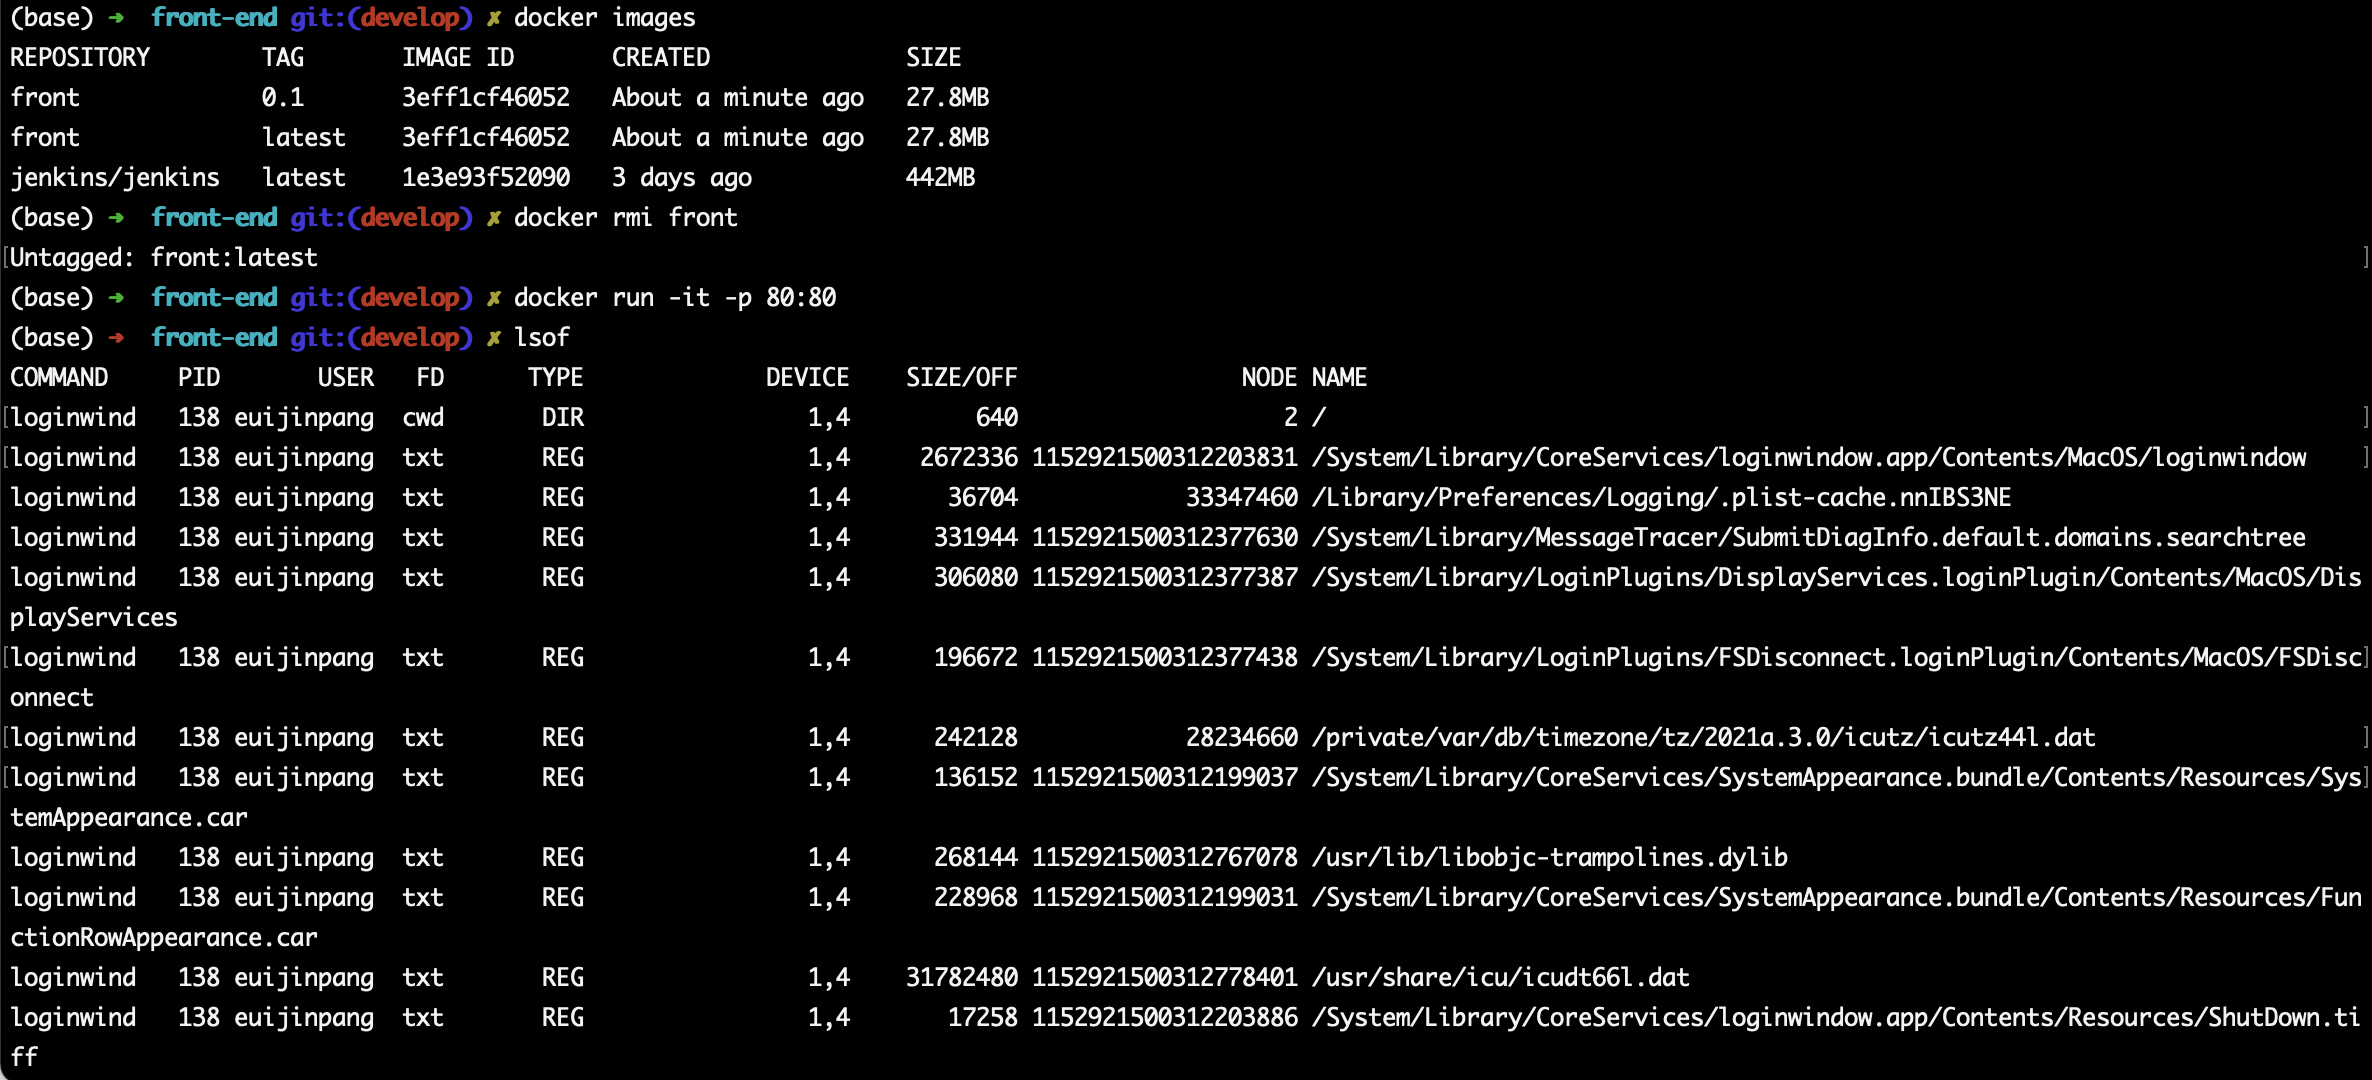 (base) ➜  front-end git:(develop) ✗ docker images
REPOSITORY        TAG       IMAGE ID       CREATED              SIZE
front             0.1       3eff1cf46052   About a minute ago   27.8MB
front             latest    3eff1cf46052   About a minute ago   27.8MB
jenkins/jenkins   latest    1e3e93f52090   3 days ago           442MB
(base) ➜  front-end git:(develop) ✗ docker rmi front
Untagged: front:latest
(base) ➜  front-end git:(develop) ✗ docker run -it -p 80:80
(base) ➜  front-end git:(develop) ✗ lsof
COMMAND     PID       USER   FD      TYPE             DEVICE    SIZE/OFF                NODE NAME
loginwind   138 euijinpang  cwd       DIR                1,4         640                   2 /
loginwind   138 euijinpang  txt       REG                1,4     2672336 1152921500312203831 /System/Library/CoreServices/loginwindow.app/Contents/MacOS/loginwindow
loginwind   138 euijinpang  txt       REG                1,4       36704            33347460 /Library/Preferences/Logging/.plist-cache.nnIBS3NE
loginwind   138 euijinpang  txt       REG                1,4      331944 1152921500312377630 /System/Library/MessageTracer/SubmitDiagInfo.default.domains.searchtree
loginwind   138 euijinpang  txt       REG                1,4      306080 1152921500312377387 /System/Library/LoginPlugins/DisplayServices.loginPlugin/Contents/MacOS/Dis
playServices
loginwind   138 euijinpang  txt       REG                1,4      196672 1152921500312377438 /System/Library/LoginPlugins/FSDisconnect.loginPlugin/Contents/MacOS/FSDisc
onnect
loginwind   138 euijinpang  txt       REG                1,4      242128            28234660 /private/var/db/timezone/tz/2021a.3.0/icutz/icutz44l.dat
loginwind   138 euijinpang  txt       REG                1,4      136152 1152921500312199037 /System/Library/CoreServices/SystemAppearance.bundle/Contents/Resources/Sys
temAppearance.car
loginwind   138 euijinpang  txt       REG                1,4      268144 1152921500312767078 /usr/lib/libobjc-trampolines.dylib
loginwind   138 euijinpang  txt       REG                1,4      228968 1152921500312199031 /System/Library/CoreServices/SystemAppearance.bundle/Contents/Resources/Fun
ctionRowAppearance.car
loginwind   138 euijinpang  txt       REG                1,4    31782480 1152921500312778401 /usr/share/icu/icudt66l.dat
loginwind   138 euijinpang  txt       REG                1,4       17258 1152921500312203886 /System/Library/CoreServices/loginwindow.app/Contents/Resources/ShutDown.ti
ff